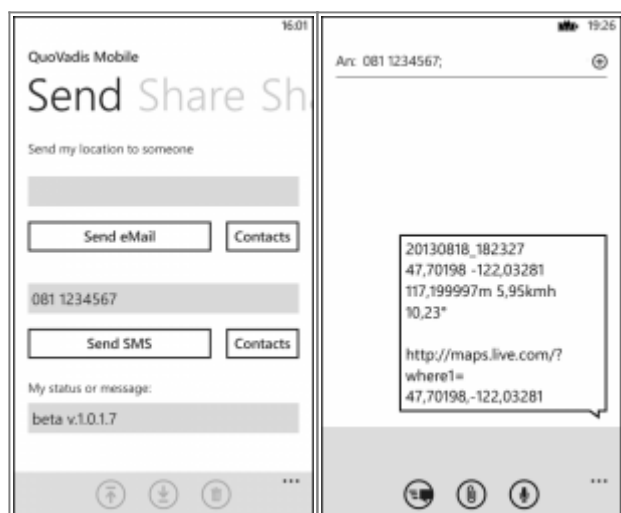 16:01
QuoVadis Mobile
Send Share Sh
Send my location to someone
Send eMail
Contacts
081 1234567
Send SMS
Contacts
My status or message:
beta v.1.0.1.7
...
19:26
An: 081 1234567;
20130818_182327
47,70198 -122,03281
117,199997m 5,95kmh
10,23°
http://maps.live.com/?
where1=
47,70198,-122,03281
...